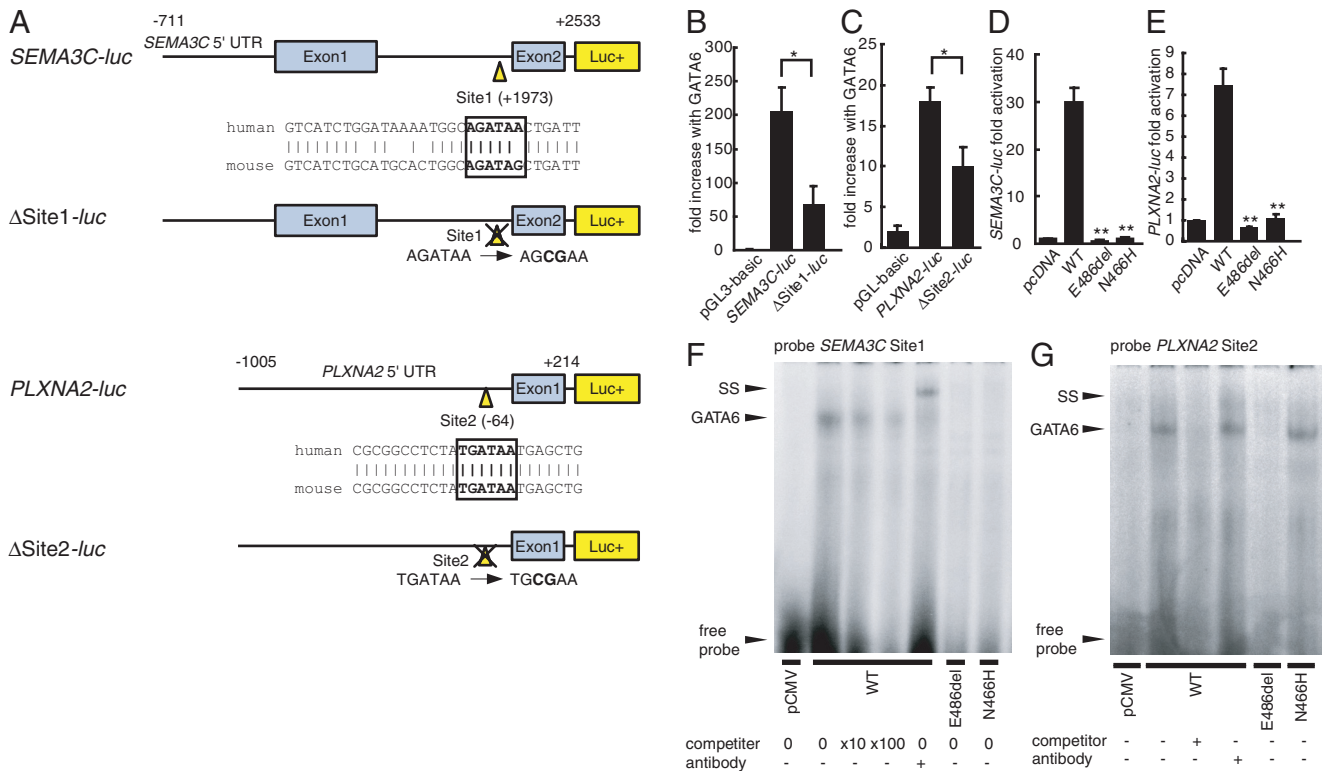 A
-711
+2533
SEMA3C 5' UTR
SEMA3C-luc
Exon1
Exon2
Luc+
Site1 (+1973)
human GTCATCTGGATAAAATGGCAGATAACTGATT
mouse GTCATCTGCATGCACTGGCAGATAGCTGATT
ΔSite1-luc
Exon1
Exon2
Luc+
Site1
AGATAA AGCGAA
-1005
+214
PLXNA2 5' UTR
PLXNA2-luc
Exon1
Luc+
Site2 (-64)
human CGCGGCCTCTATGATAATGAGCTG
mouse CGCGGCCTCTATGATAATGAGCTG
ΔSite2-luc
Exon1
Luc+
Site2
TGATAA TGCGAA
B
fold increase with GATA6
300
250
200
150
100
50
0
*
pGL3-basic
SEMA3C-luc
ΔSite1-luc
C
fold increase with GATA6
25
20
15
10
5
0
*
pGL-basic
PLXNA2-luc
ΔSite2-luc
D
SEMA3C-luc fold activation
40
30
20
10
0
**
**
pcDNA
WT
E486del
N466H
E
PLXNA2-luc fold activation
9
8
7
6
5
4
3
2
1
0
**
**
pcDNA
WT
E486del
N466H
F
probe SEMA3C Site1
SS
GATA6
free
probe
pCMV
WT
E486del
N466H
competiter 0 0 x10 x100 0 0 0
antibody - - - - + - -
G
probe PLXNA2 Site2
SS
GATA6
free
probe
pCMV
WT
E486del
N466H
competitor - - + - - -
antibody - - - + - -